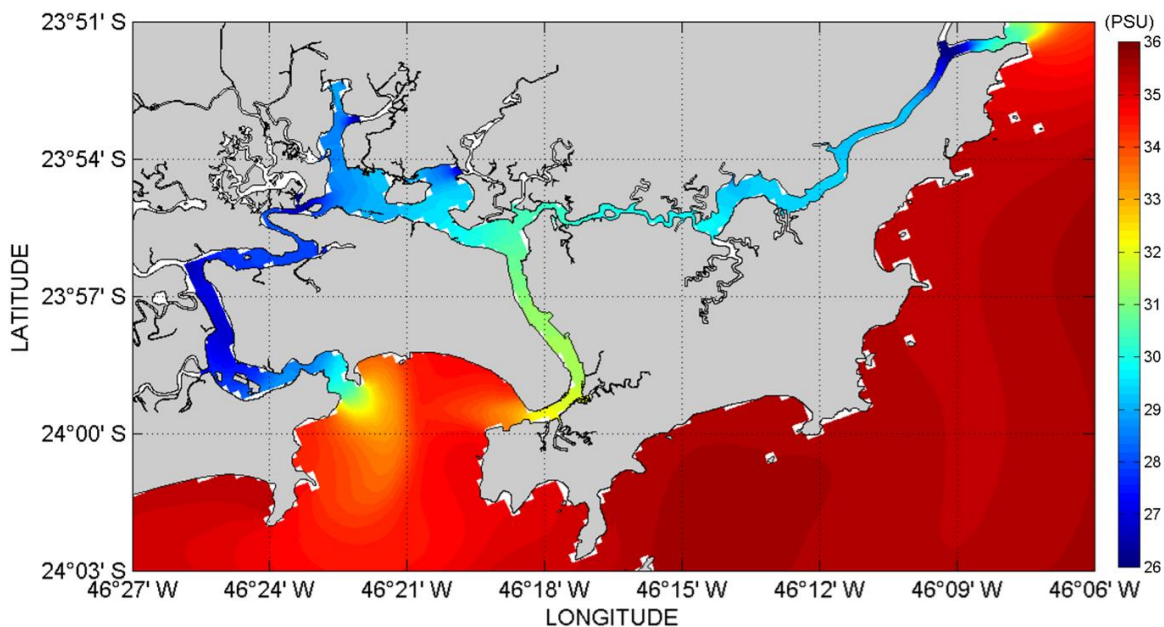 (PSU)
23°51' S
23°54' S
23°57' S
24°00' S
24°03' S
LATITUDE
46°27' W 46°24' W 46°21' W 46°18' W 46°15' W 46°12' W 46°09' W 46°06' W
LONGITUDE
36
35
34
33
32
31
30
29
28
27
26